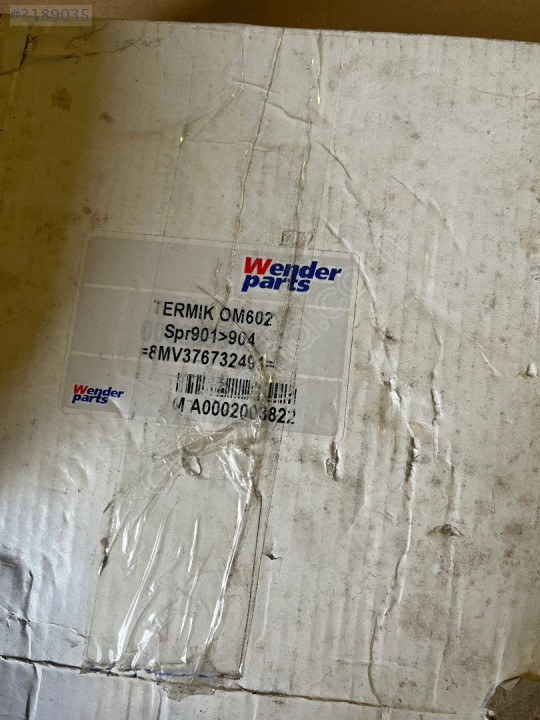 #3189035
Wender
parts
TERMIK OM602
Spr901>904
=8MV376732491=
Wender
parts
M A0002003822